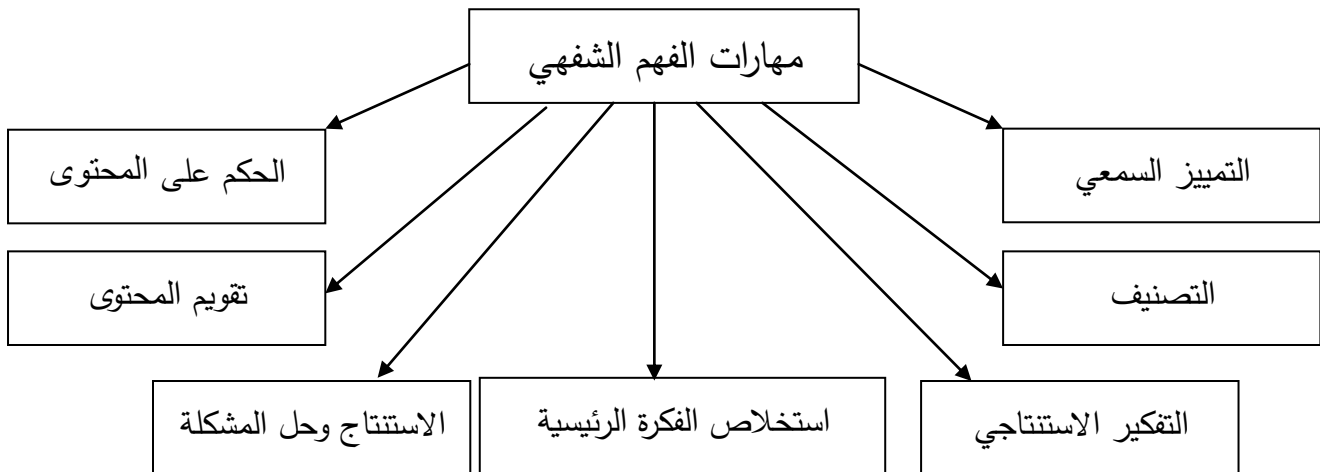 مهارات الفهم الشفهي
التمييز السمعي
الحكم على المحتوى
التصنيف
تقويم المحتوى
التفكير الاستنتاجي
استخلاص الفكرة الرئيسية
الاستنتاج وحل المشكلة